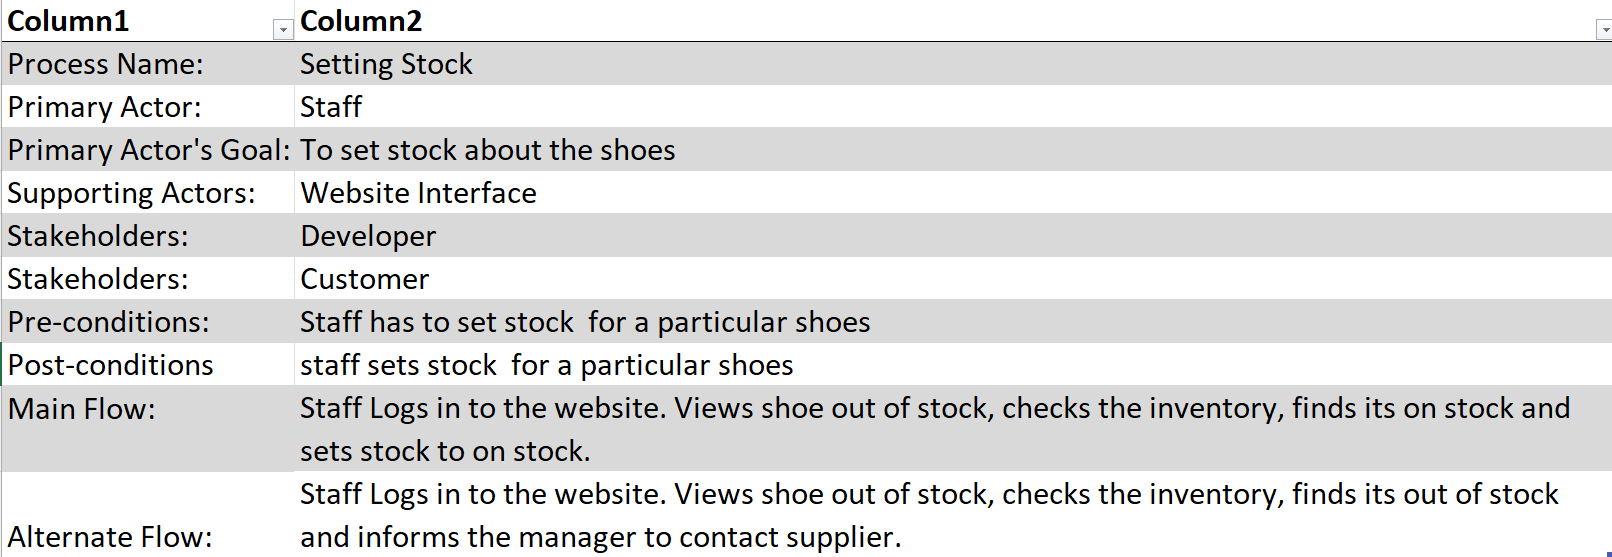 Column1 Column2
Process Name: Setting Stock
Primary Actor: Staff
Primary Actor's Goal: To set stock about the shoes
Supporting Actors: Website Interface
Stakeholders: Developer
Stakeholders: Customer
Pre-conditions: Staff has to set stock  for a particular shoes
Post-conditions staff sets stock  for a particular shoes
Main Flow: Staff Logs in to the website. Views shoe out of stock, checks the inventory, finds its on stock and
sets stock to on stock.
Staff Logs in to the website. Views shoe out of stock, checks the inventory, finds its out of stock
Alternate Flow: and informs the manager to contact supplier.